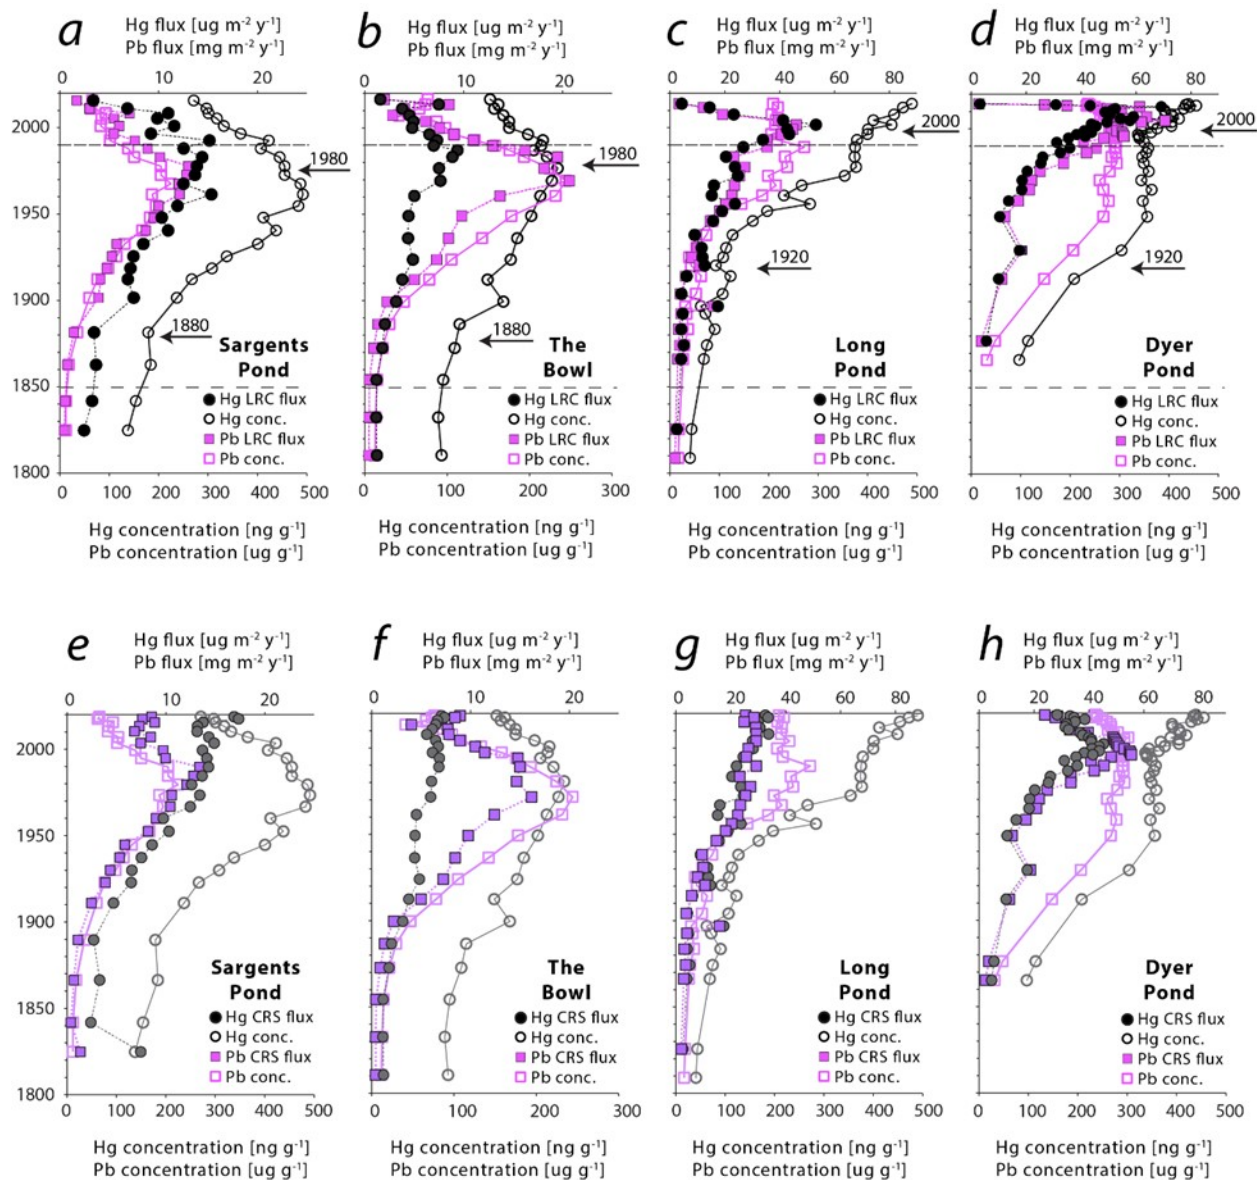 a
Hg flux [ug m⁻² y⁻¹]
Pb flux [mg m⁻² y⁻¹]
0 10 20
2000
1950
1900
1850
1800
1980
1880
Sargents
Pond
Hg LRC flux
Hg conc.
Pb LRC flux
Pb conc.
0 100 200 300 400 500
Hg concentration [ng g⁻¹]
Pb concentration [ug g⁻¹]
b
Hg flux [ug m⁻² y⁻¹]
Pb flux [mg m⁻² y⁻¹]
0 10 20
1980
1880
The
Bowl
Hg LRC flux
Hg conc.
Pb LRC flux
Pb conc.
0 100 200 300
Hg concentration [ng g⁻¹]
Pb concentration [ug g⁻¹]
c
Hg flux [ug m⁻² y⁻¹]
Pb flux [mg m⁻² y⁻¹]
0 20 40 60 80
2000
1920
Long
Pond
Hg LRC flux
Hg conc.
Pb LRC flux
Pb conc.
0 100 200 300 400 500
Hg concentration [ng g⁻¹]
Pb concentration [ug g⁻¹]
d
Hg flux [ug m⁻² y⁻¹]
Pb flux [mg m⁻² y⁻¹]
0 20 40 60 80
2000
1920
Dyer
Pond
Hg LRC flux
Hg conc.
Pb LRC flux
Pb conc.
0 100 200 300 400 500
Hg concentration [ng g⁻¹]
Pb concentration [ug g⁻¹]
e
Hg flux [ug m⁻² y⁻¹]
Pb flux [mg m⁻² y⁻¹]
0 10 20
2000
1950
1900
1850
1800
Sargents
Pond
Hg CRS flux
Hg conc.
Pb CRS flux
Pb conc.
0 100 200 300 400 500
Hg concentration [ng g⁻¹]
Pb concentration [ug g⁻¹]
f
Hg flux [ug m⁻² y⁻¹]
Pb flux [mg m⁻² y⁻¹]
0 10 20
The
Bowl
Hg CRS flux
Hg conc.
Pb CRS flux
Pb conc.
0 100 200 300
Hg concentration [ng g⁻¹]
Pb concentration [ug g⁻¹]
g
Hg flux [ug m⁻² y⁻¹]
Pb flux [mg m⁻² y⁻¹]
0 20 40 60 80
Long
Pond
Hg CRS flux
Hg conc.
Pb CRS flux
Pb conc.
0 100 200 300 400 500
Hg concentration [ng g⁻¹]
Pb concentration [ug g⁻¹]
h
Hg flux [ug m⁻² y⁻¹]
Pb flux [mg m⁻² y⁻¹]
0 20 40 60 80
Dyer
Pond
Hg CRS flux
Hg conc.
Pb CRS flux
Pb conc.
0 100 200 300 400 500
Hg concentration [ng g⁻¹]
Pb concentration [ug g⁻¹]